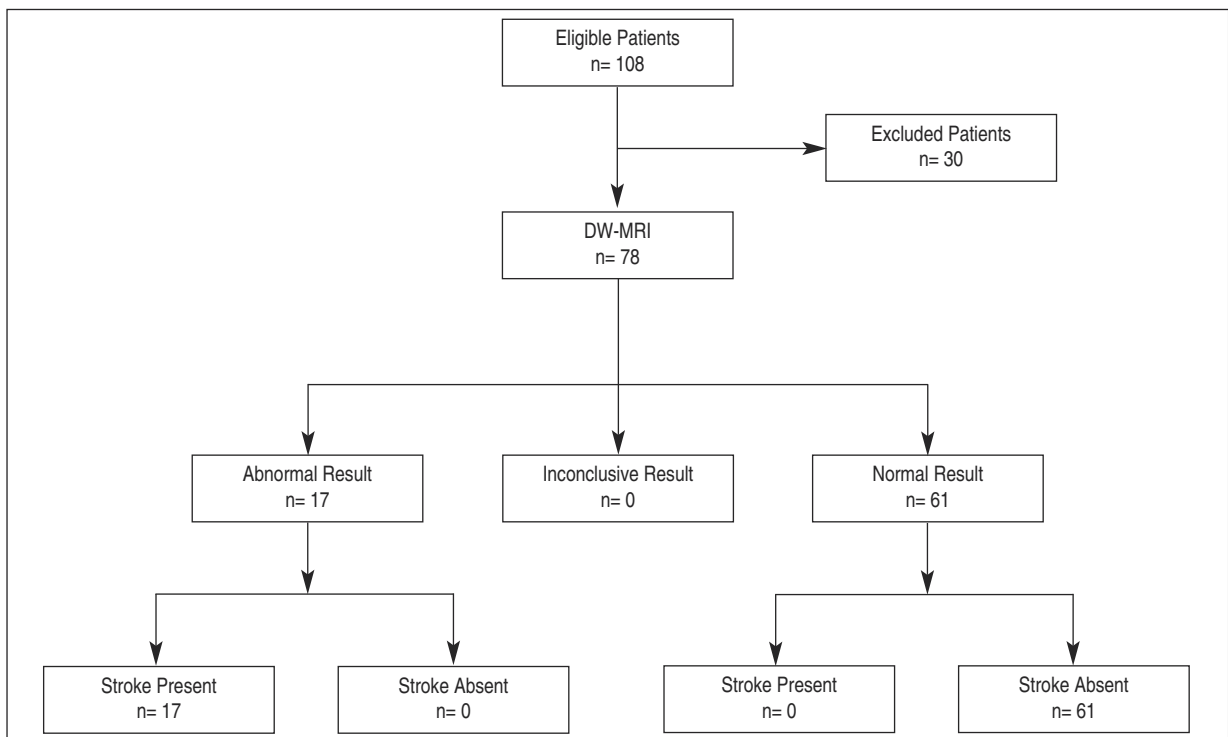 Eligible Patients
n= 108
Excluded Patients
n= 30
DW-MRI
n= 78
Abnormal Result
n= 17
Inconclusive Result
n= 0
Normal Result
n= 61
Stroke Present
n= 17
Stroke Absent
n= 0
Stroke Present
n= 0
Stroke Absent
n= 61